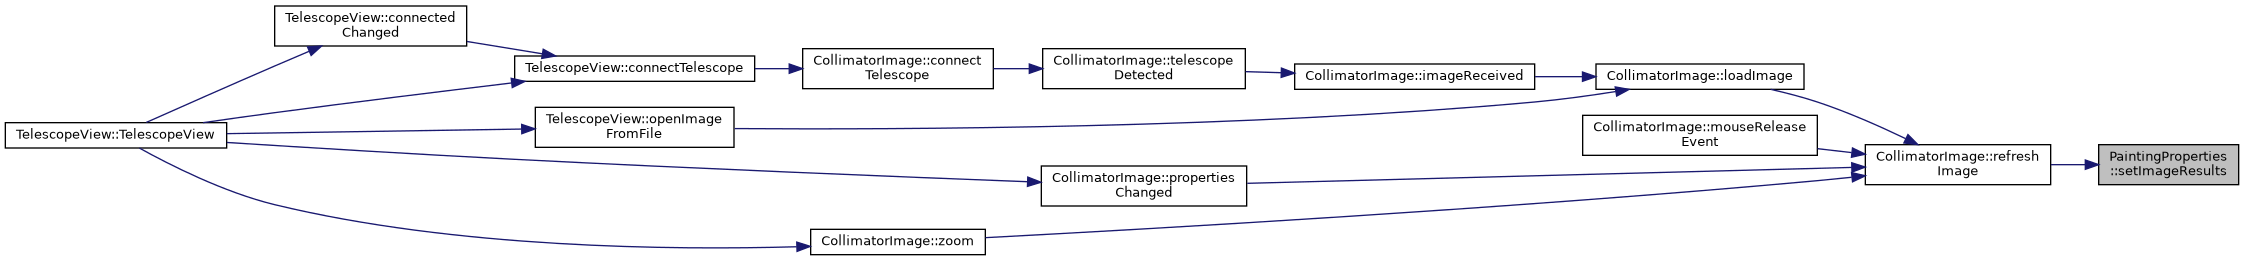 TelescopeView::connected
Changed
TelescopeView::connectTelescope
CollimatorImage::connect
Telescope
CollimatorImage::telescope
Detected
CollimatorImage::imageReceived
CollimatorImage::loadImage
TelescopeView::TelescopeView
TelescopeView::openImage
FromFile
CollimatorImage::mouseRelease
Event
CollimatorImage::refresh
Image
PaintingProperties
::setImageResults
CollimatorImage::properties
Changed
CollimatorImage::zoom